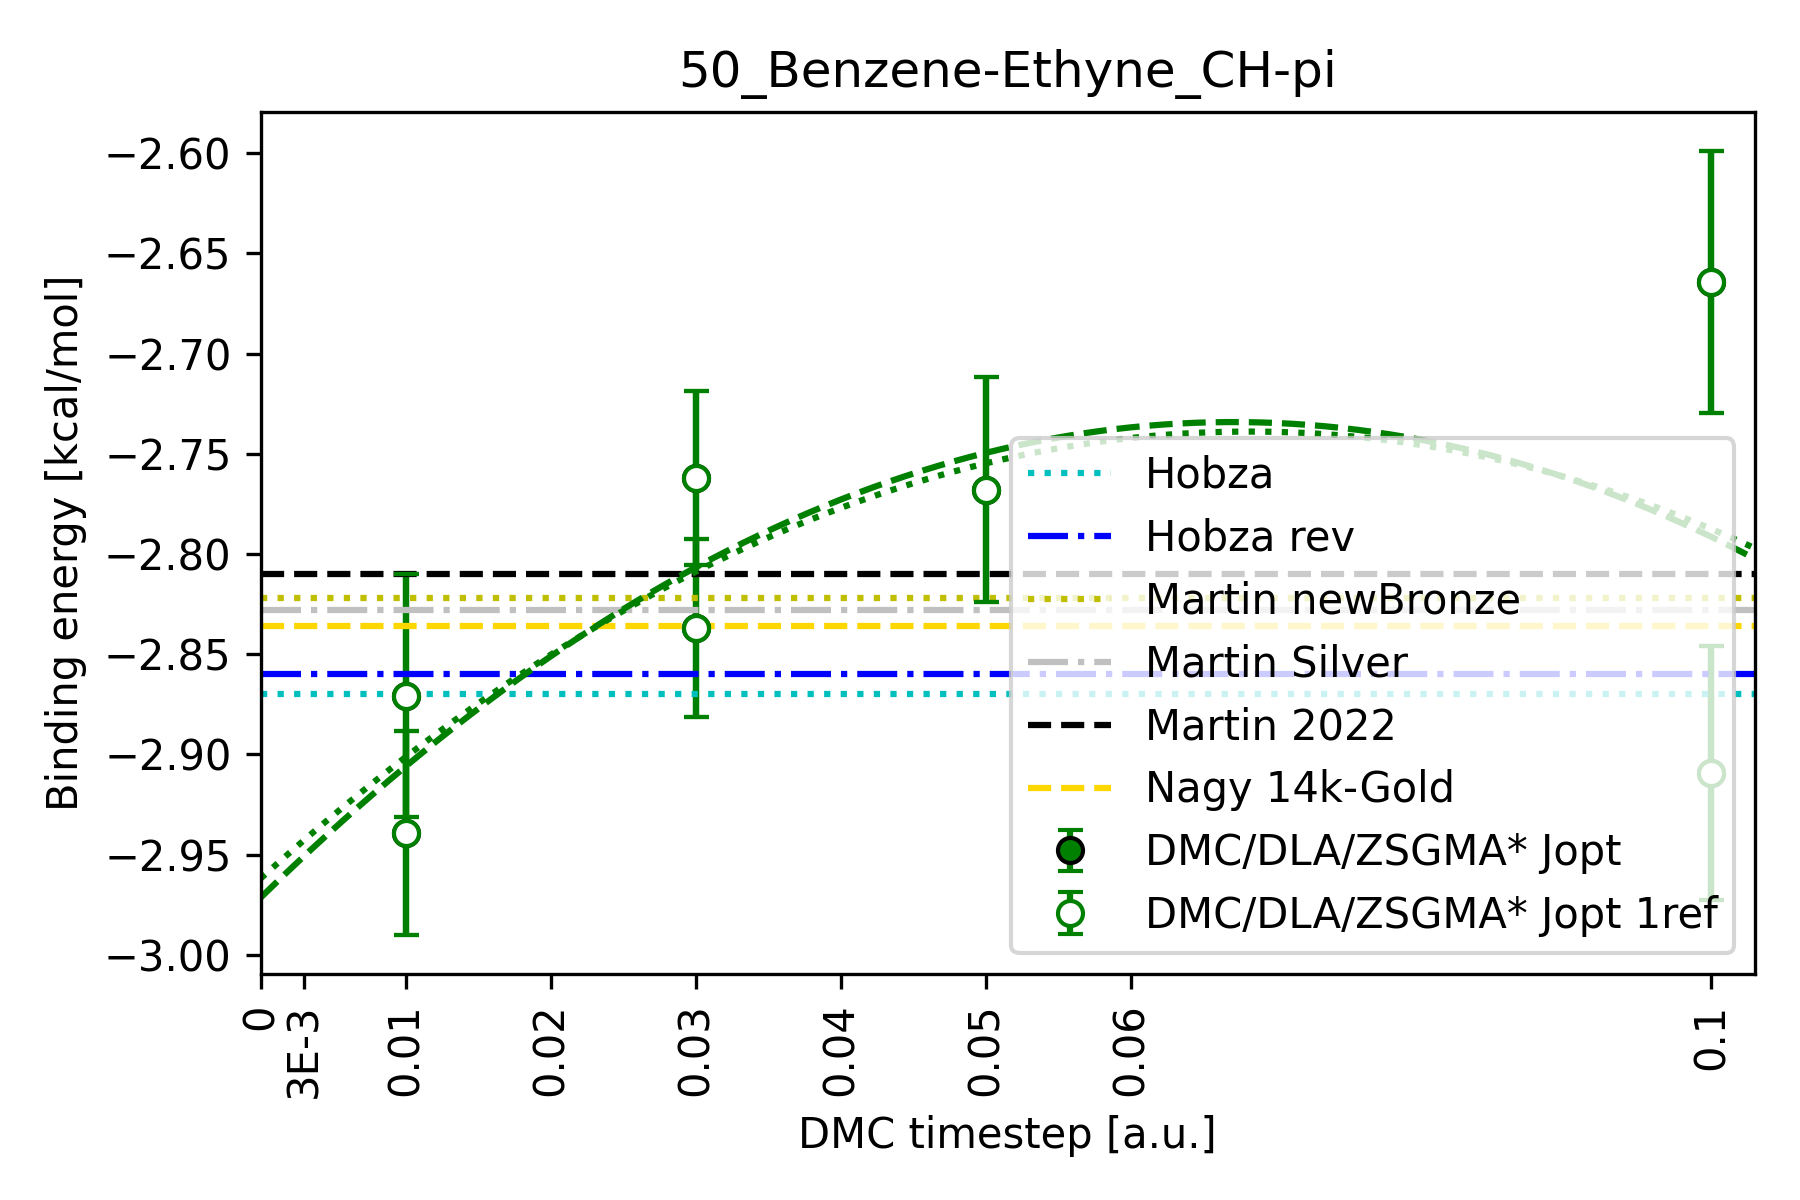 50_Benzene-Ethyne_CH-pi
Binding energy [kcal/mol]
−2.60
−2.65
−2.70
−2.75
−2.80
−2.85
−2.90
−2.95
−3.00
Hobza
Hobza rev
Martin newBronze
Martin Silver
Martin 2022
Nagy 14k-Gold
DMC/DLA/ZSGMA* Jopt
DMC/DLA/ZSGMA* Jopt 1ref
0
3E-3
0.01
0.02
0.03
0.04
0.05
0.06
0.1
DMC timestep [a.u.]